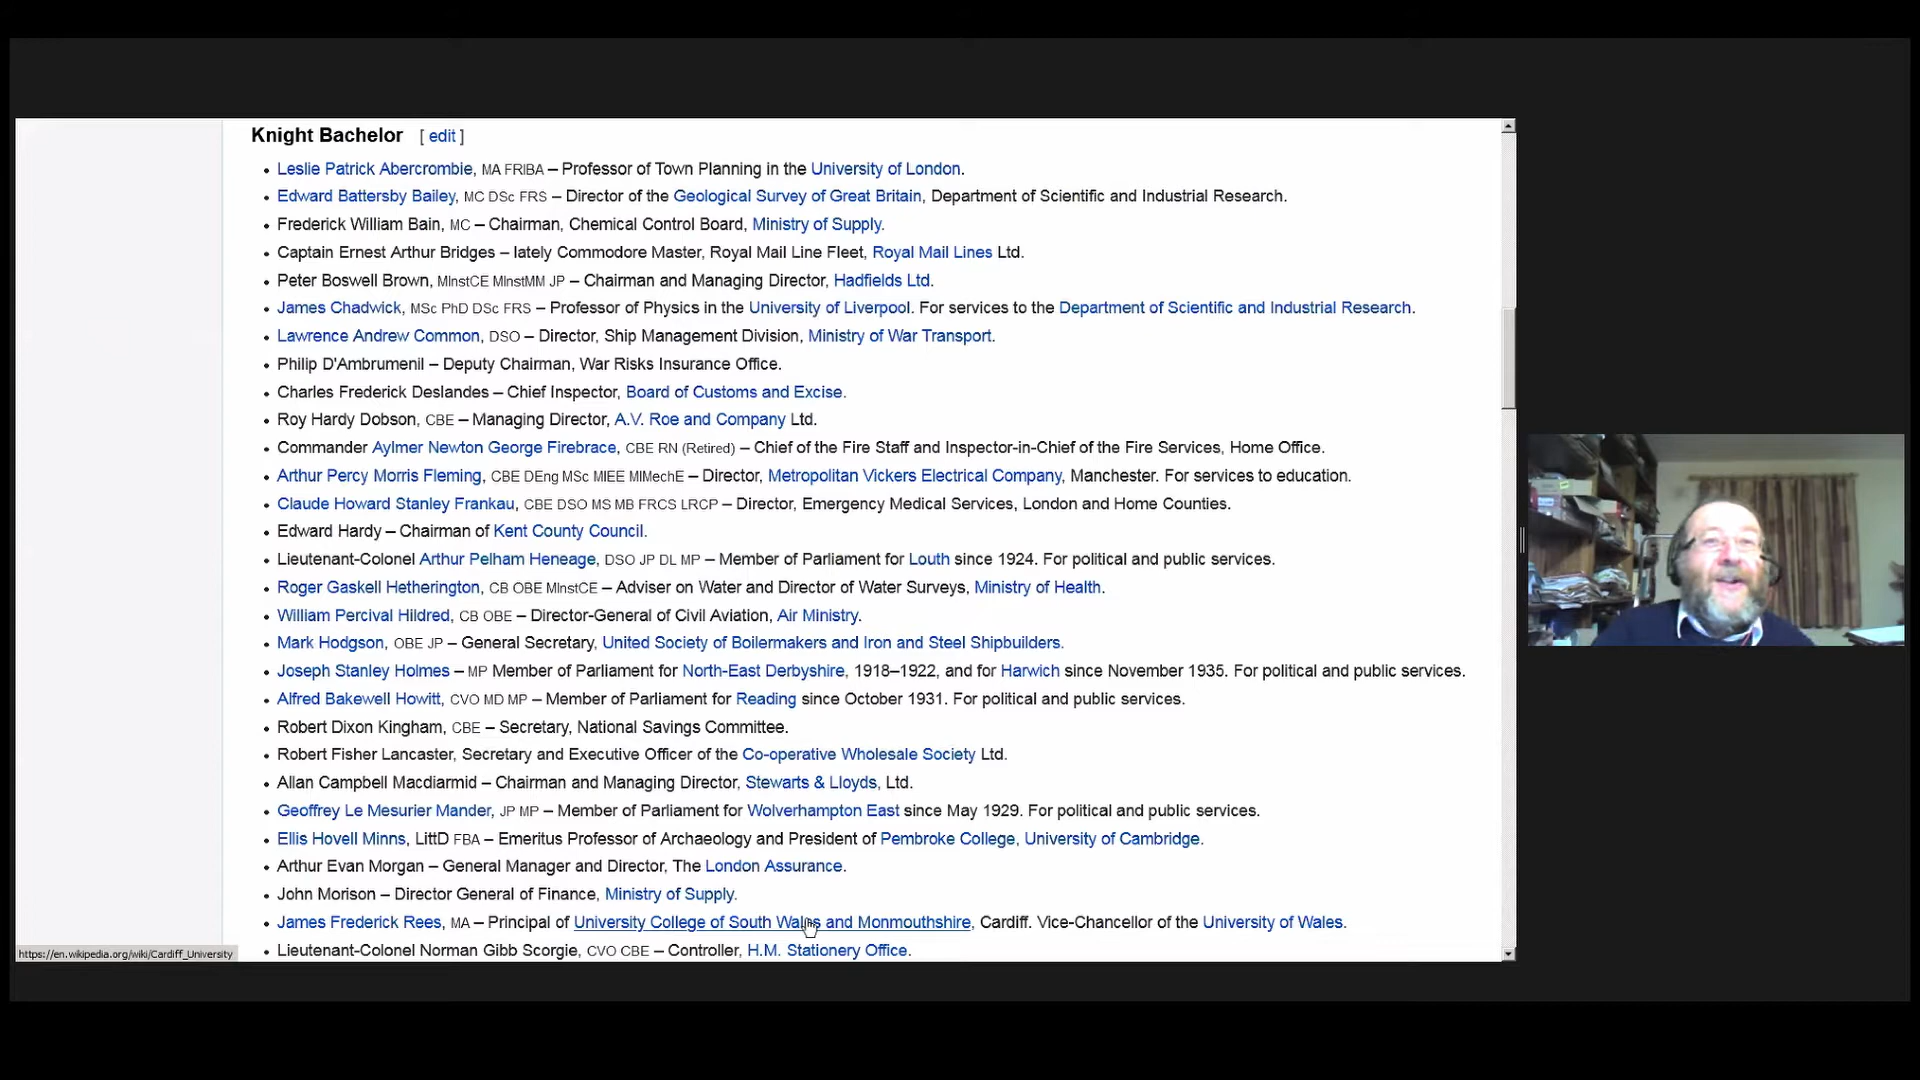 Knight Bachelor [ edit ]
Leslie Patrick Abercrombie, MA FRIBA – Professor of Town Planning in the University of London.
Edward Battersby Bailey, MC DSc FRS – Director of the Geological Survey of Great Britain, Department of Scientific and Industrial Research.
Frederick William Bain, MC – Chairman, Chemical Control Board, Ministry of Supply.
Captain Ernest Arthur Bridges – lately Commodore Master, Royal Mail Line Fleet, Royal Mail Lines Ltd.
Peter Boswell Brown, MInstCE MInstMM JP – Chairman and Managing Director, Hadfields Ltd.
James Chadwick, MSc PhD DSc FRS – Professor of Physics in the University of Liverpool. For services to the Department of Scientific and Industrial Research.
Lawrence Andrew Common, DSO – Director, Ship Management Division, Ministry of War Transport.
Philip D'Ambrumenil – Deputy Chairman, War Risks Insurance Office.
Charles Frederick Deslandes – Chief Inspector, Board of Customs and Excise.
Roy Hardy Dobson, CBE – Managing Director, A.V. Roe and Company Ltd.
Commander Aylmer Newton George Firebrace, CBE RN (Retired) – Chief of the Fire Staff and Inspector-in-Chief of the Fire Services, Home Office.
Arthur Percy Morris Fleming, CBE DEng MSc MIEE MIMechE – Director, Metropolitan Vickers Electrical Company, Manchester. For services to education.
Claude Howard Stanley Frankau, CBE DSO MS MB FRCS LRCP – Director, Emergency Medical Services, London and Home Counties.
Edward Hardy – Chairman of Kent County Council.
Lieutenant-Colonel Arthur Pelham Heneage, DSO JP DL MP – Member of Parliament for Louth since 1924. For political and public services.
Roger Gaskell Hetherington, CB OBE MInstCE – Adviser on Water and Director of Water Surveys, Ministry of Health.
William Percival Hildred, CB OBE – Director-General of Civil Aviation, Air Ministry.
Mark Hodgson, OBE JP – General Secretary, United Society of Boilermakers and Iron and Steel Shipbuilders.
Joseph Stanley Holmes – MP Member of Parliament for North-East Derbyshire, 1918–1922, and for Harwich since November 1935. For political and public services.
Alfred Bakewell Howitt, CVO MD MP – Member of Parliament for Reading since October 1931. For political and public services.
Robert Dixon Kingham, CBE – Secretary, National Savings Committee.
Robert Fisher Lancaster, Secretary and Executive Officer of the Co-operative Wholesale Society Ltd.
Allan Campbell Macdiarmid – Chairman and Managing Director, Stewarts & Lloyds, Ltd.
Geoffrey Le Mesurier Mander, JP MP – Member of Parliament for Wolverhampton East since May 1929. For political and public services.
Ellis Hovell Minns, LittD FBA – Emeritus Professor of Archaeology and President of Pembroke College, University of Cambridge.
Arthur Evan Morgan – General Manager and Director, The London Assurance.
John Morison – Director General of Finance, Ministry of Supply.
James Frederick Rees, MA – Principal of University College of South Wales and Monmouthshire, Cardiff. Vice-Chancellor of the University of Wales.
Lieutenant-Colonel Norman Gibb Scorgie, CVO CBE – Controller, H.M. Stationery Office.
https://en.wikipedia.org/wiki/Cardiff_University